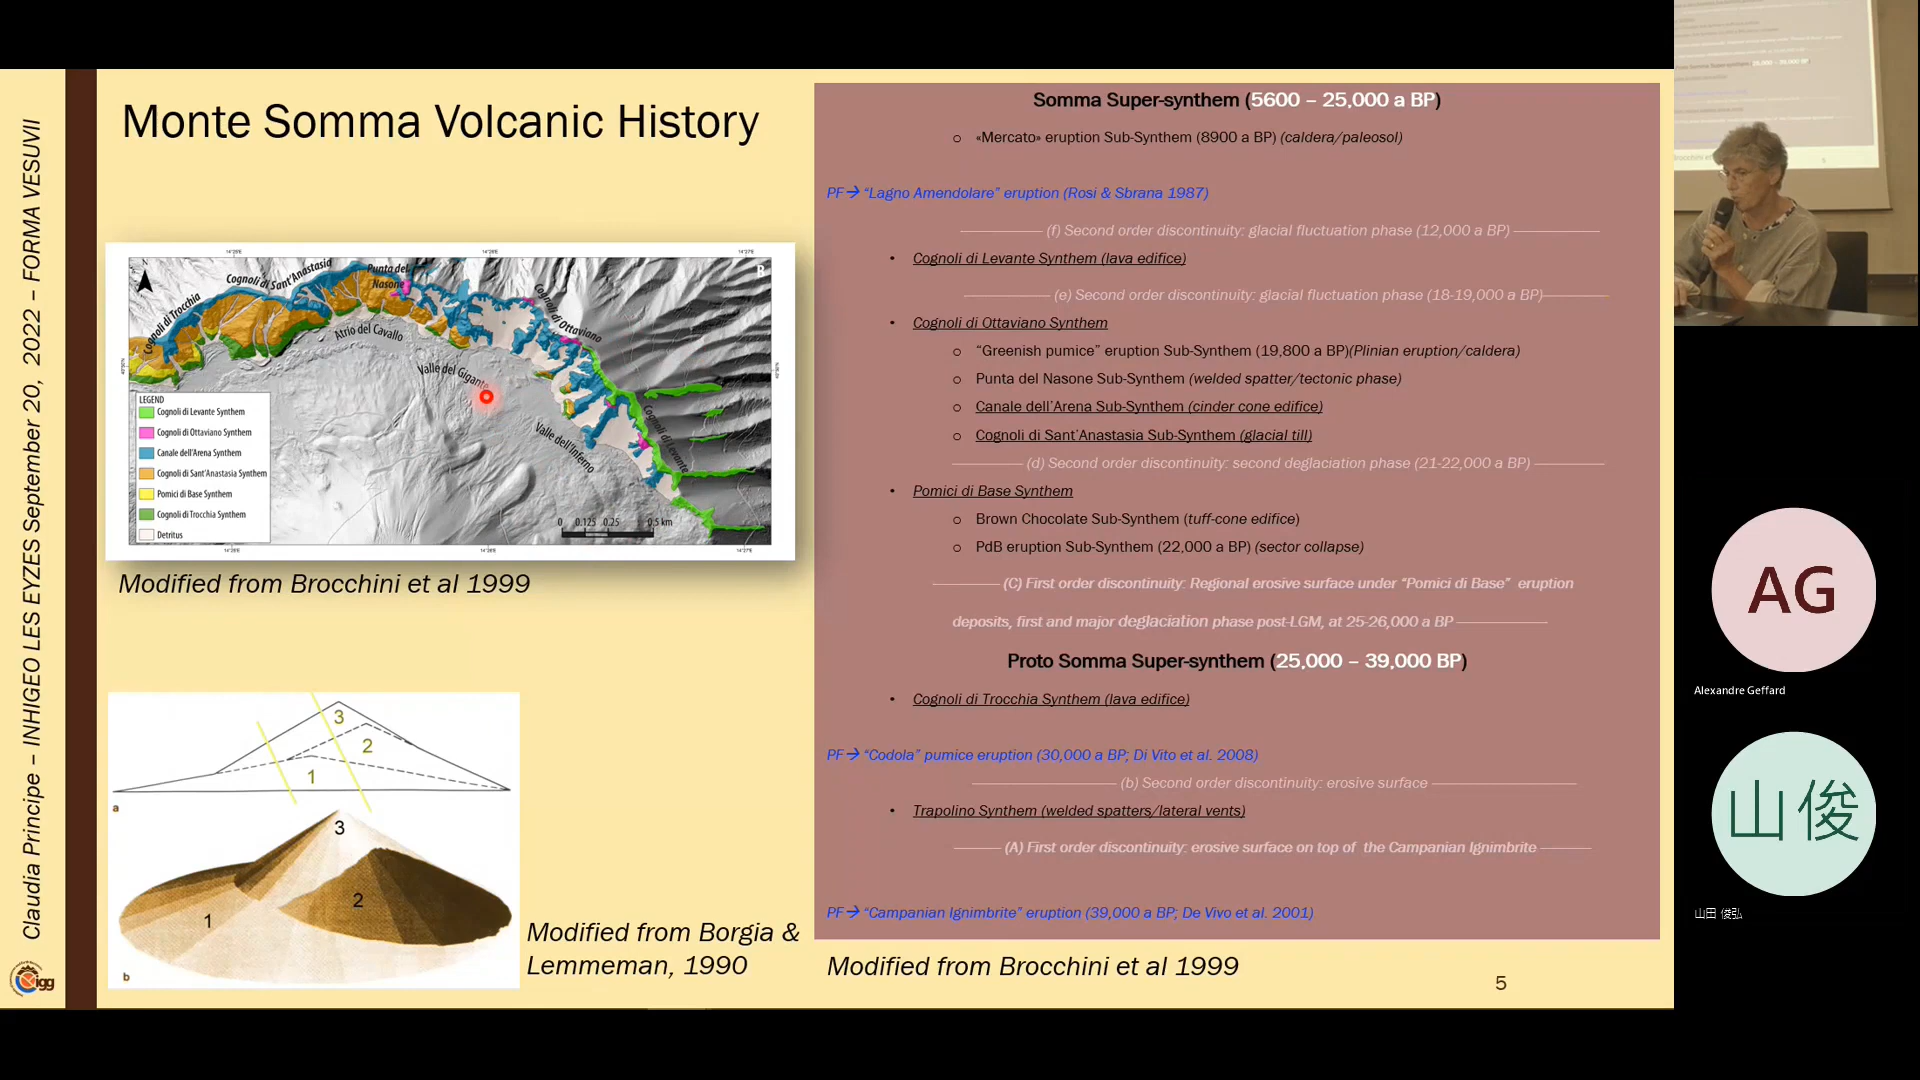 Claudia Principe – INHIGEO LES EYZES September 20, 2022 – FORMA VESUVII
Monte Somma Volcanic History
14°25'E
14°26'E
14°27'E
N
B
Cognoli di Trocchia
Cognoli di Sant'Anastasia
Punta del
Nasone
Cognoli di Ottaviano
Atrio del Cavallo
Valle del Gigante
Valle dell'Inferno
Cognoli di Levante
LEGEND
Cognoli di Levante Synthem
Cognoli di Ottaviano Synthem
Canale dell'Arena Synthem
Cognoli di Sant'Anastasia Synthem
Pomici di Base Synthem
Cognoli di Trocchia Synthem
Detritus
0 0.125 0.25 0.5 km
14°25'E
14°26'E
14°27'E
Modified from Brocchini et al 1999
3
2
1
a
3
2
1
b
Modified from Borgia &
Lemmeman, 1990
igg
Somma Super-synthem (5600 – 25,000 a BP)
o «Mercato» eruption Sub-Synthem (8900 a BP) (caldera/paleosol)
PF→ “Lagno Amendolare” eruption (Rosi & Sbrana 1987)
(f) Second order discontinuity: glacial fluctuation phase (12,000 a BP)
• Cognoli di Levante Synthem (lava edifice)
(e) Second order discontinuity: glacial fluctuation phase (18-19,000 a BP)
• Cognoli di Ottaviano Synthem
o “Greenish pumice” eruption Sub-Synthem (19,800 a BP)(Plinian eruption/caldera)
o Punta del Nasone Sub-Synthem (welded spatter/tectonic phase)
o Canale dell’Arena Sub-Synthem (cinder cone edifice)
o Cognoli di Sant’Anastasia Sub-Synthem (glacial till)
(d) Second order discontinuity: second deglaciation phase (21-22,000 a BP)
• Pomici di Base Synthem
o Brown Chocolate Sub-Synthem (tuff-cone edifice)
o PdB eruption Sub-Synthem (22,000 a BP) (sector collapse)
(C) First order discontinuity: Regional erosive surface under “Pomici di Base” eruption
deposits, first and major deglaciation phase post-LGM, at 25-26,000 a BP
Proto Somma Super-synthem (25,000 – 39,000 BP)
• Cognoli di Trocchia Synthem (lava edifice)
PF→ “Codola” pumice eruption (30,000 a BP; Di Vito et al. 2008)
(b) Second order discontinuity: erosive surface
• Trapolino Synthem (welded spatters/lateral vents)
(A) First order discontinuity: erosive surface on top of the Campanian Ignimbrite
PF→ “Campanian Ignimbrite” eruption (39,000 a BP; De Vivo et al. 2001)
Modified from Brocchini et al 1999
5
AG
Alexandre Geffard
山 俊
山田 俊弘